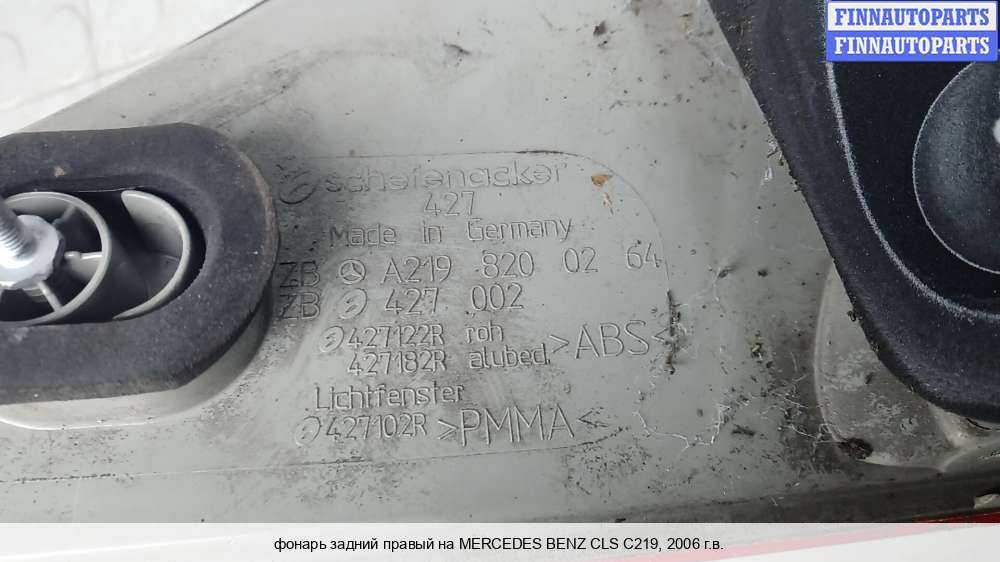 FINNAUTOPARTS
FINNAUTOPARTS
schefenacker
427
Made in Germany
ZB A219 820 02 64
ZB 427 002
427122R roh
427182R alubed. >ABS<
Lichtfenster
427102R >PMMA<
фонарь задний правый на MERCEDES BENZ CLS C219, 2006 г.в.